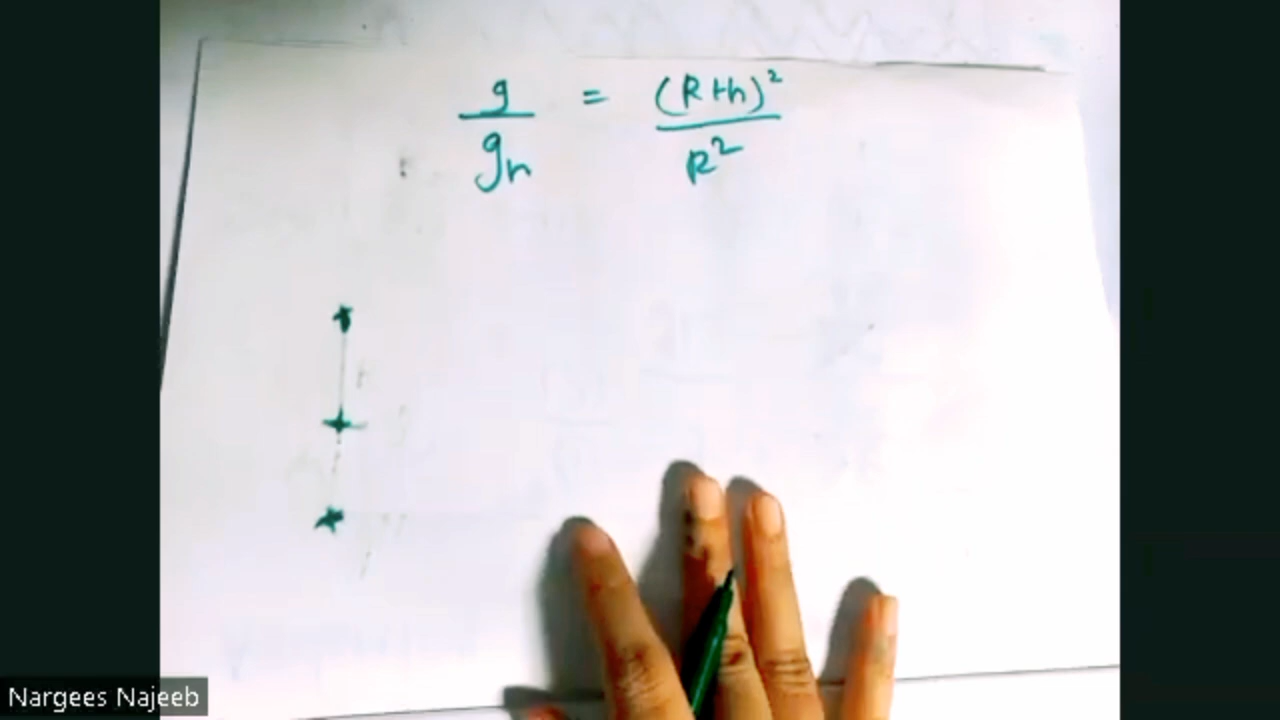 g/gh = (R+h)²/R²
Nargees Najeeb